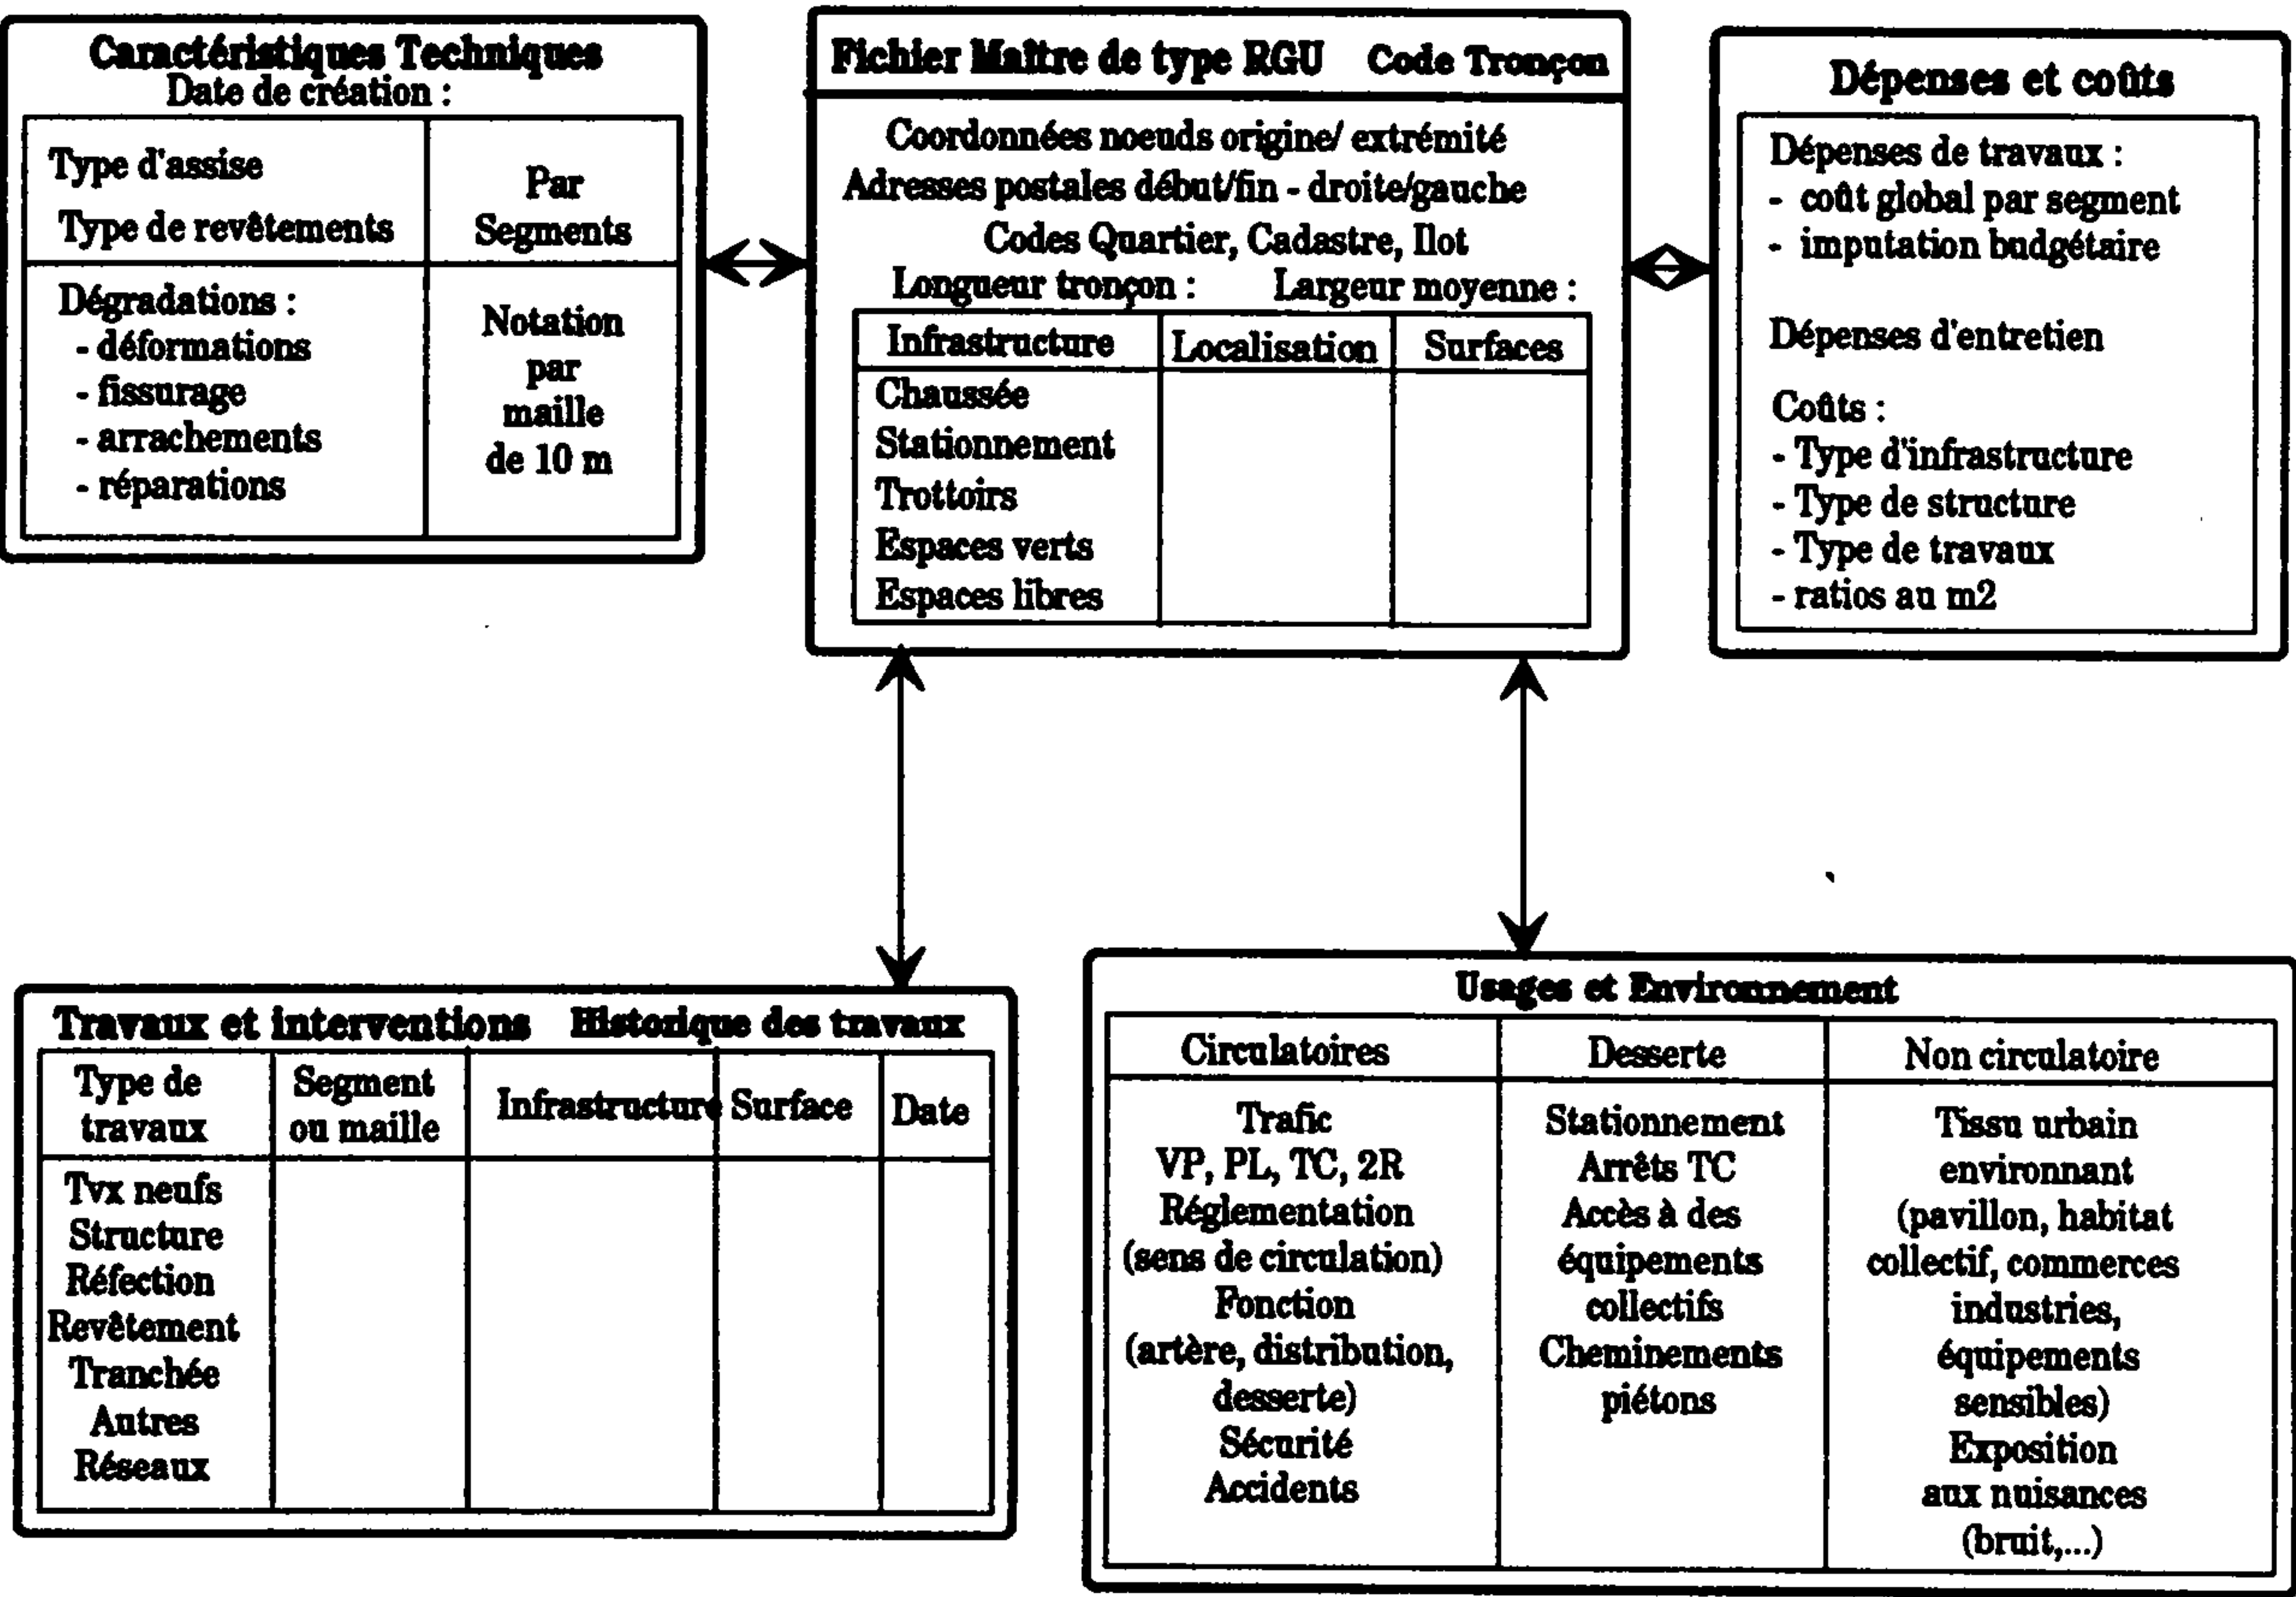 Caractéristiques Techniques
Date de création :
Type d'assise
Type de revêtements
Par
Segments
Dégradations :
- déformations
- fissurage
- arrachements
- réparations
Notation
par
maille
de 10 m
Fichier Maître de type RGU Code Tronçon
Coordonnées noeuds origine/ extrémité
Adresses postales début/fin - droite/gauche
Codes Quartier, Cadastre, Ilot
Longueur tronçon : Largeur moyenne :
Infrastructure Localisation Surfaces
Chaussée
Stationnement
Trottoirs
Espaces verts
Espaces libres
Dépenses et coûts
Dépenses de travaux :
- coût global par segment
- imputation budgétaire
Dépenses d'entretien
Coûts :
- Type d'infrastructure
- Type de structure
- Type de travaux
- ratios au m2
Travaux et interventions Historique des travaux
Type de
travaux
Segment
ou maille
Infrastructure
Surface
Date
Tvx neufs
Structure
Réfection
Revêtement
Tranchée
Autres
Réseaux
Usages et Environnement
Circulatoires
Trafic
VP, PL, TC, 2R
Réglementation
(sens de circulation)
Fonction
(artère, distribution,
desserte)
Sécurité
Accidents
Desserte
Stationnement
Arrêts TC
Accès à des
équipements
collectifs
Cheminements
piétons
Non circulatoire
Tissu urbain
environnant
(pavillon, habitat
collectif, commerces
industries,
équipements
sensibles)
Exposition
aux nuisances
(bruit,...)